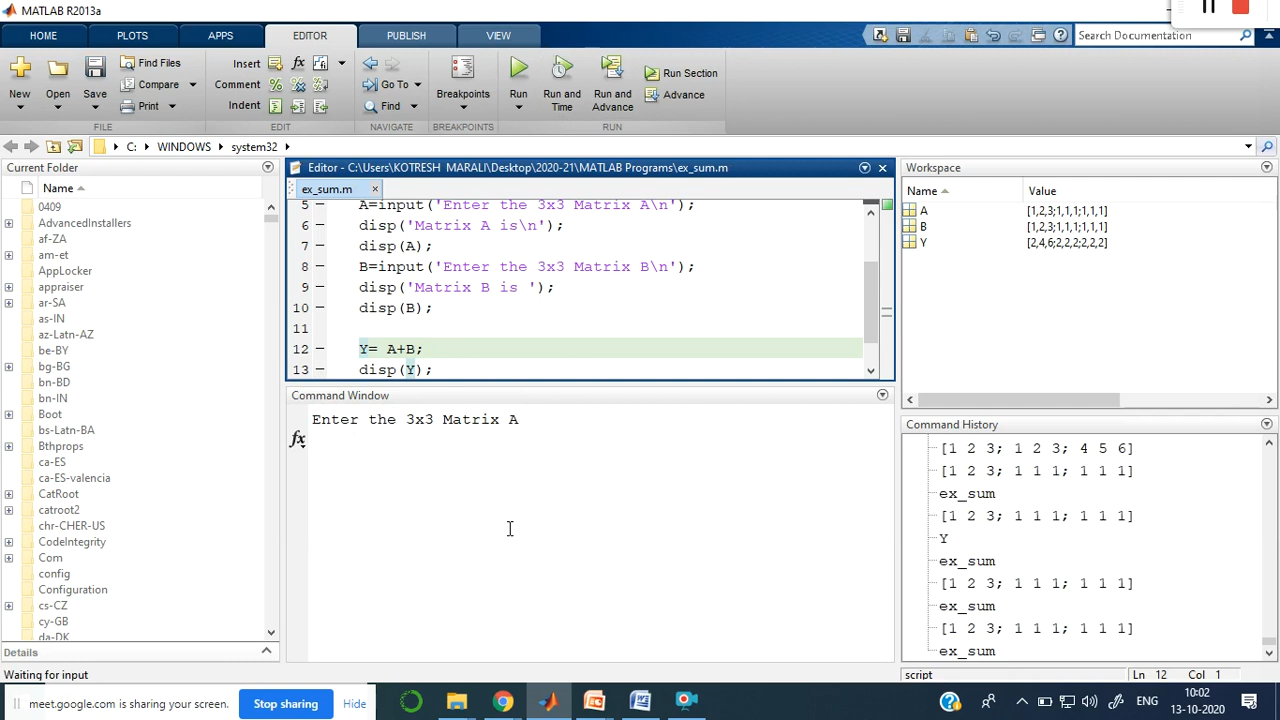 MATLAB R2013a
HOME PLOTS APPS EDITOR PUBLISH VIEW
Search Documentation
New Open Save
Find Files
Compare
Print
Insert
Comment
Indent
Go To
Find
Breakpoints
Run
Run and Time
Run and Advance
Run Section
Advance
FILE EDIT NAVIGATE BREAKPOINTS RUN
C: WINDOWS system32
Current Folder
Name
0409
AdvancedInstallers
af-ZA
am-et
AppLocker
appraiser
ar-SA
as-IN
az-Latn-AZ
be-BY
bg-BG
bn-BD
bn-IN
Boot
bs-Latn-BA
Bthprops
ca-ES
ca-ES-valencia
CatRoot
catroot2
chr-CHER-US
CodeIntegrity
Com
config
Configuration
cs-CZ
cy-GB
da-DK
Details
Editor - C:\Users\KOTRESH MARALI\Desktop\2020-21\MATLAB Programs\ex_sum.m
ex_sum.m
5 A=input('Enter the 3x3 Matrix A\n');
6 disp('Matrix A is\n');
7 disp(A);
8 B=input('Enter the 3x3 Matrix B\n');
9 disp('Matrix B is ');
10 disp(B);
11
12 Y= A+B;
13 disp(Y);
Command Window
Enter the 3x3 Matrix A
fx
Workspace
Name Value
A [1,2,3;1,1,1;1,1,1]
B [1,2,3;1,1,1;1,1,1]
Y [2,4,6;2,2,2;2,2,2]
Command History
[1 2 3; 1 2 3; 4 5 6]
[1 2 3; 1 1 1; 1 1 1]
ex_sum
[1 2 3; 1 1 1; 1 1 1]
Y
ex_sum
[1 2 3; 1 1 1; 1 1 1]
ex_sum
[1 2 3; 1 1 1; 1 1 1]
ex_sum
Waiting for input
script Ln 12 Col 1
meet.google.com is sharing your screen. Stop sharing Hide
ENG
10:02
13-10-2020